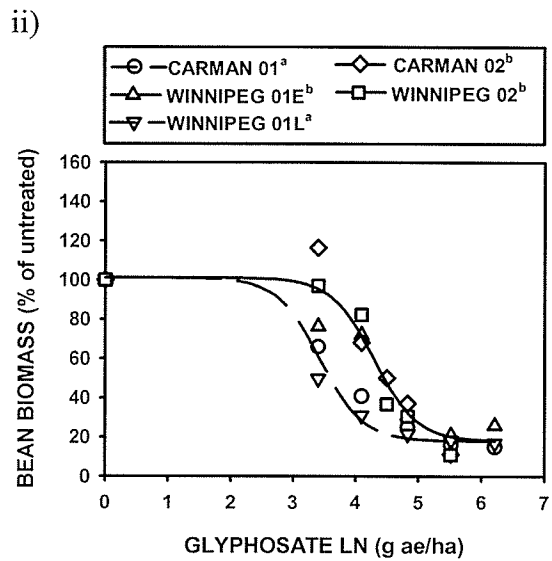 ii)
CARMAN 01ᵃ CARMAN 02ᵇ
WINNIPEG 01Eᵇ WINNIPEG 02ᵇ
WINNIPEG 01Lᵃ
160
140
120
100
80
60
40
20
0
BEAN BIOMASS (% of untreated)
0 1 2 3 4 5 6 7
GLYPHOSATE LN (g ae/ha)